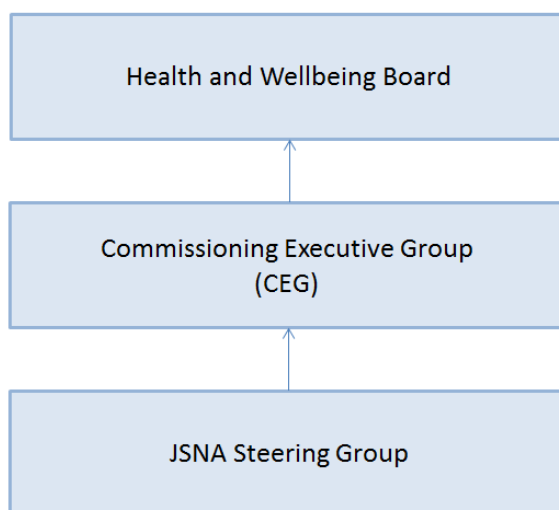 Health and Wellbeing Board
Commissioning Executive Group
(CEG)
JSNA Steering Group